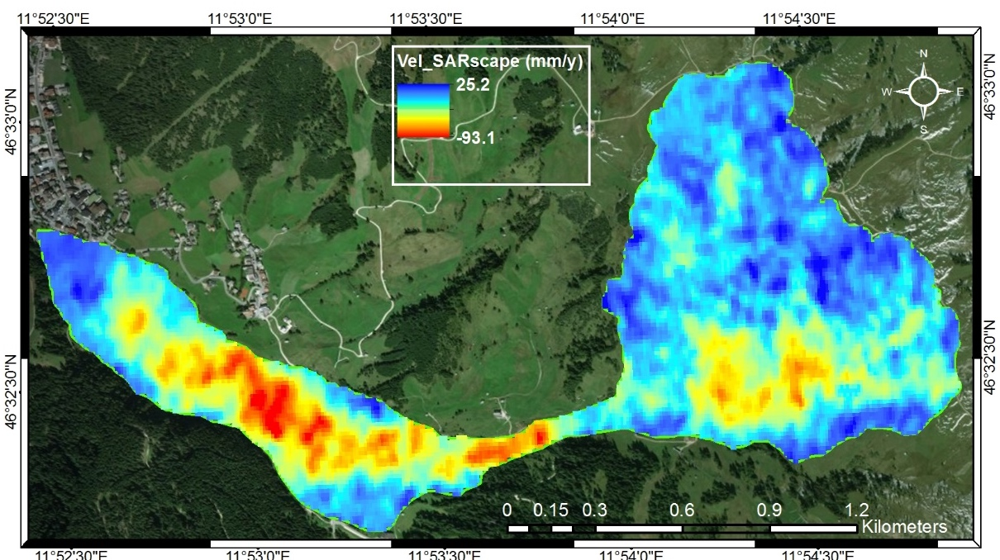 11°52'30"E 11°53'0"E 11°53'30"E 11°54'0"E 11°54'30"E
Vel_SARscape (mm/y)
25.2
-93.1
N
W E
S
46°33'0"N
46°33'0"N
46°32'30"N
46°32'30"N
0 0.15 0.3 0.6 0.9 1.2
Kilometers
11°52'30"E 11°53'0"E 11°53'30"E 11°54'0"E 11°54'30"E